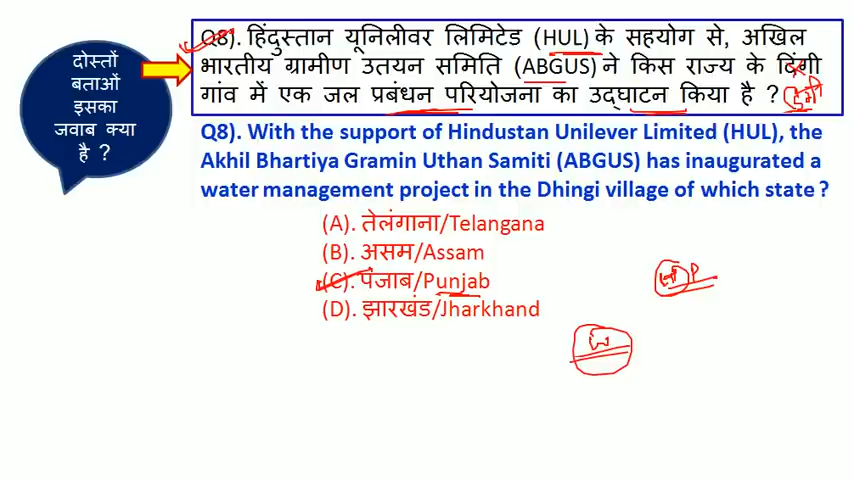 दोस्तों
बताओं
इसका
जवाब क्या
है ?
Q8). हिंदुस्तान यूनिलीवर लिमिटेड (HUL) के सहयोग से, अखिल
भारतीय ग्रामीण उतयन समिति (ABGUS) ने किस राज्य के दिंगी
गांव में एक जल प्रबंधन परियोजना का उद्घाटन किया है ?
Q8). With the support of Hindustan Unilever Limited (HUL), the
Akhil Bhartiya Gramin Uthan Samiti (ABGUS) has inaugurated a
water management project in the Dhingi village of which state ?
(A). तेलंगाना/Telangana
(B). असम/Assam
(C). पंजाब/Punjab
(D). झारखंड/Jharkhand